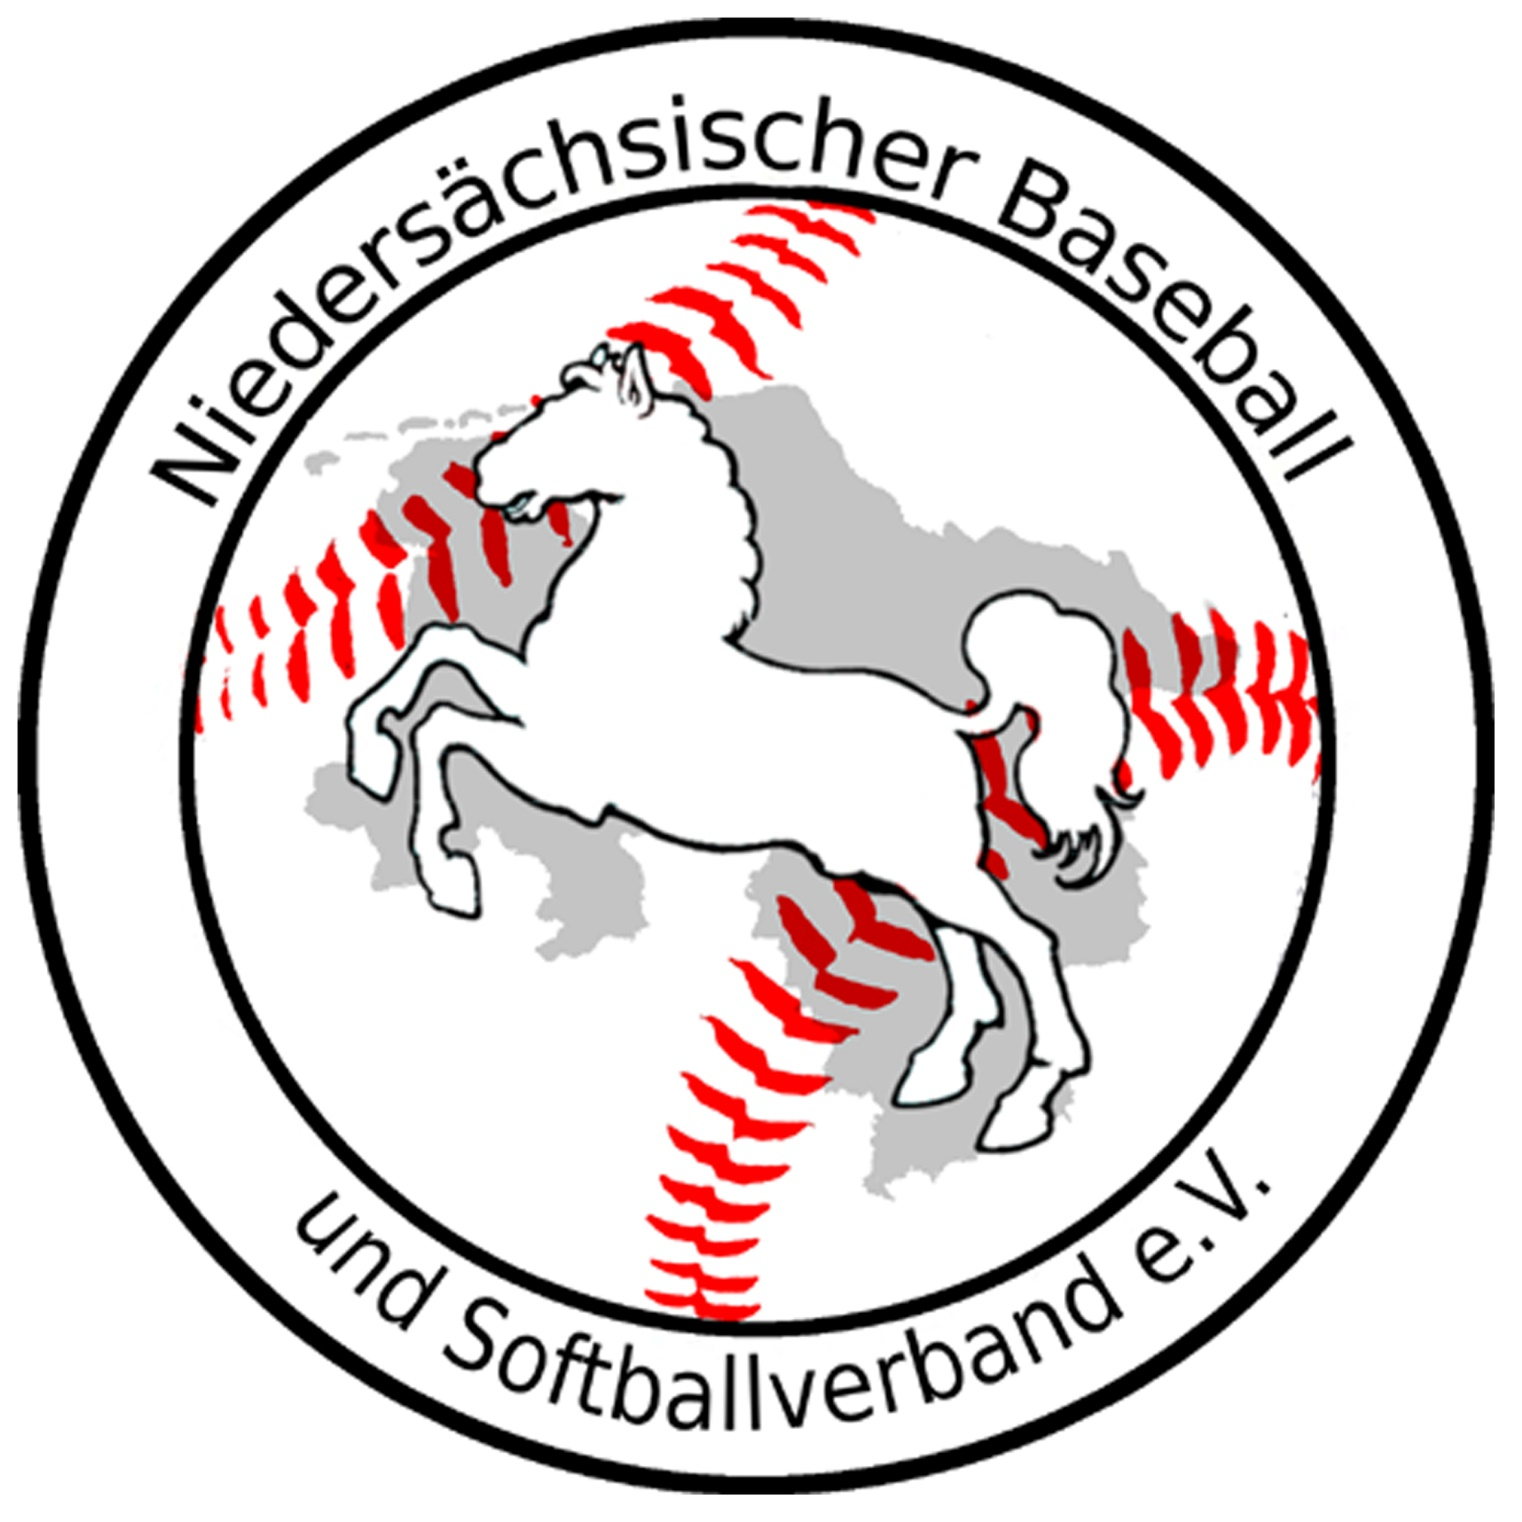 Niedersächsischer Baseball
und Softballverband e.V.